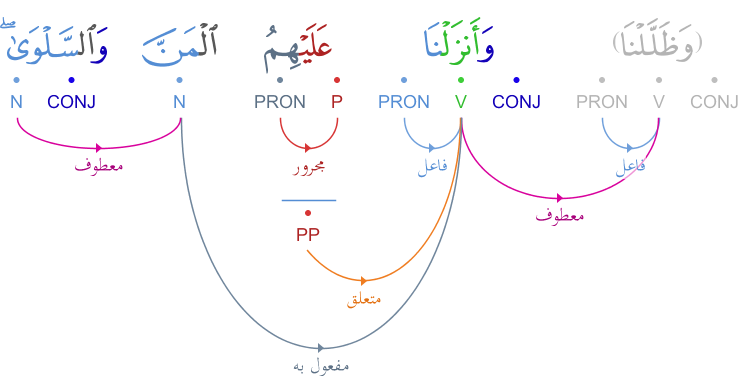 (وَظَلَّلْنَا) وَأَنزَلْنَا عَلَيْهِمُ ٱلْمَنَّ وَٱلسَّلْوَىٰ ۖ
CONJ V PRON CONJ V PRON P PRON N CONJ N
فاعل فاعل مجرور معطوف
معطوف
PP
متعلق
مفعول به